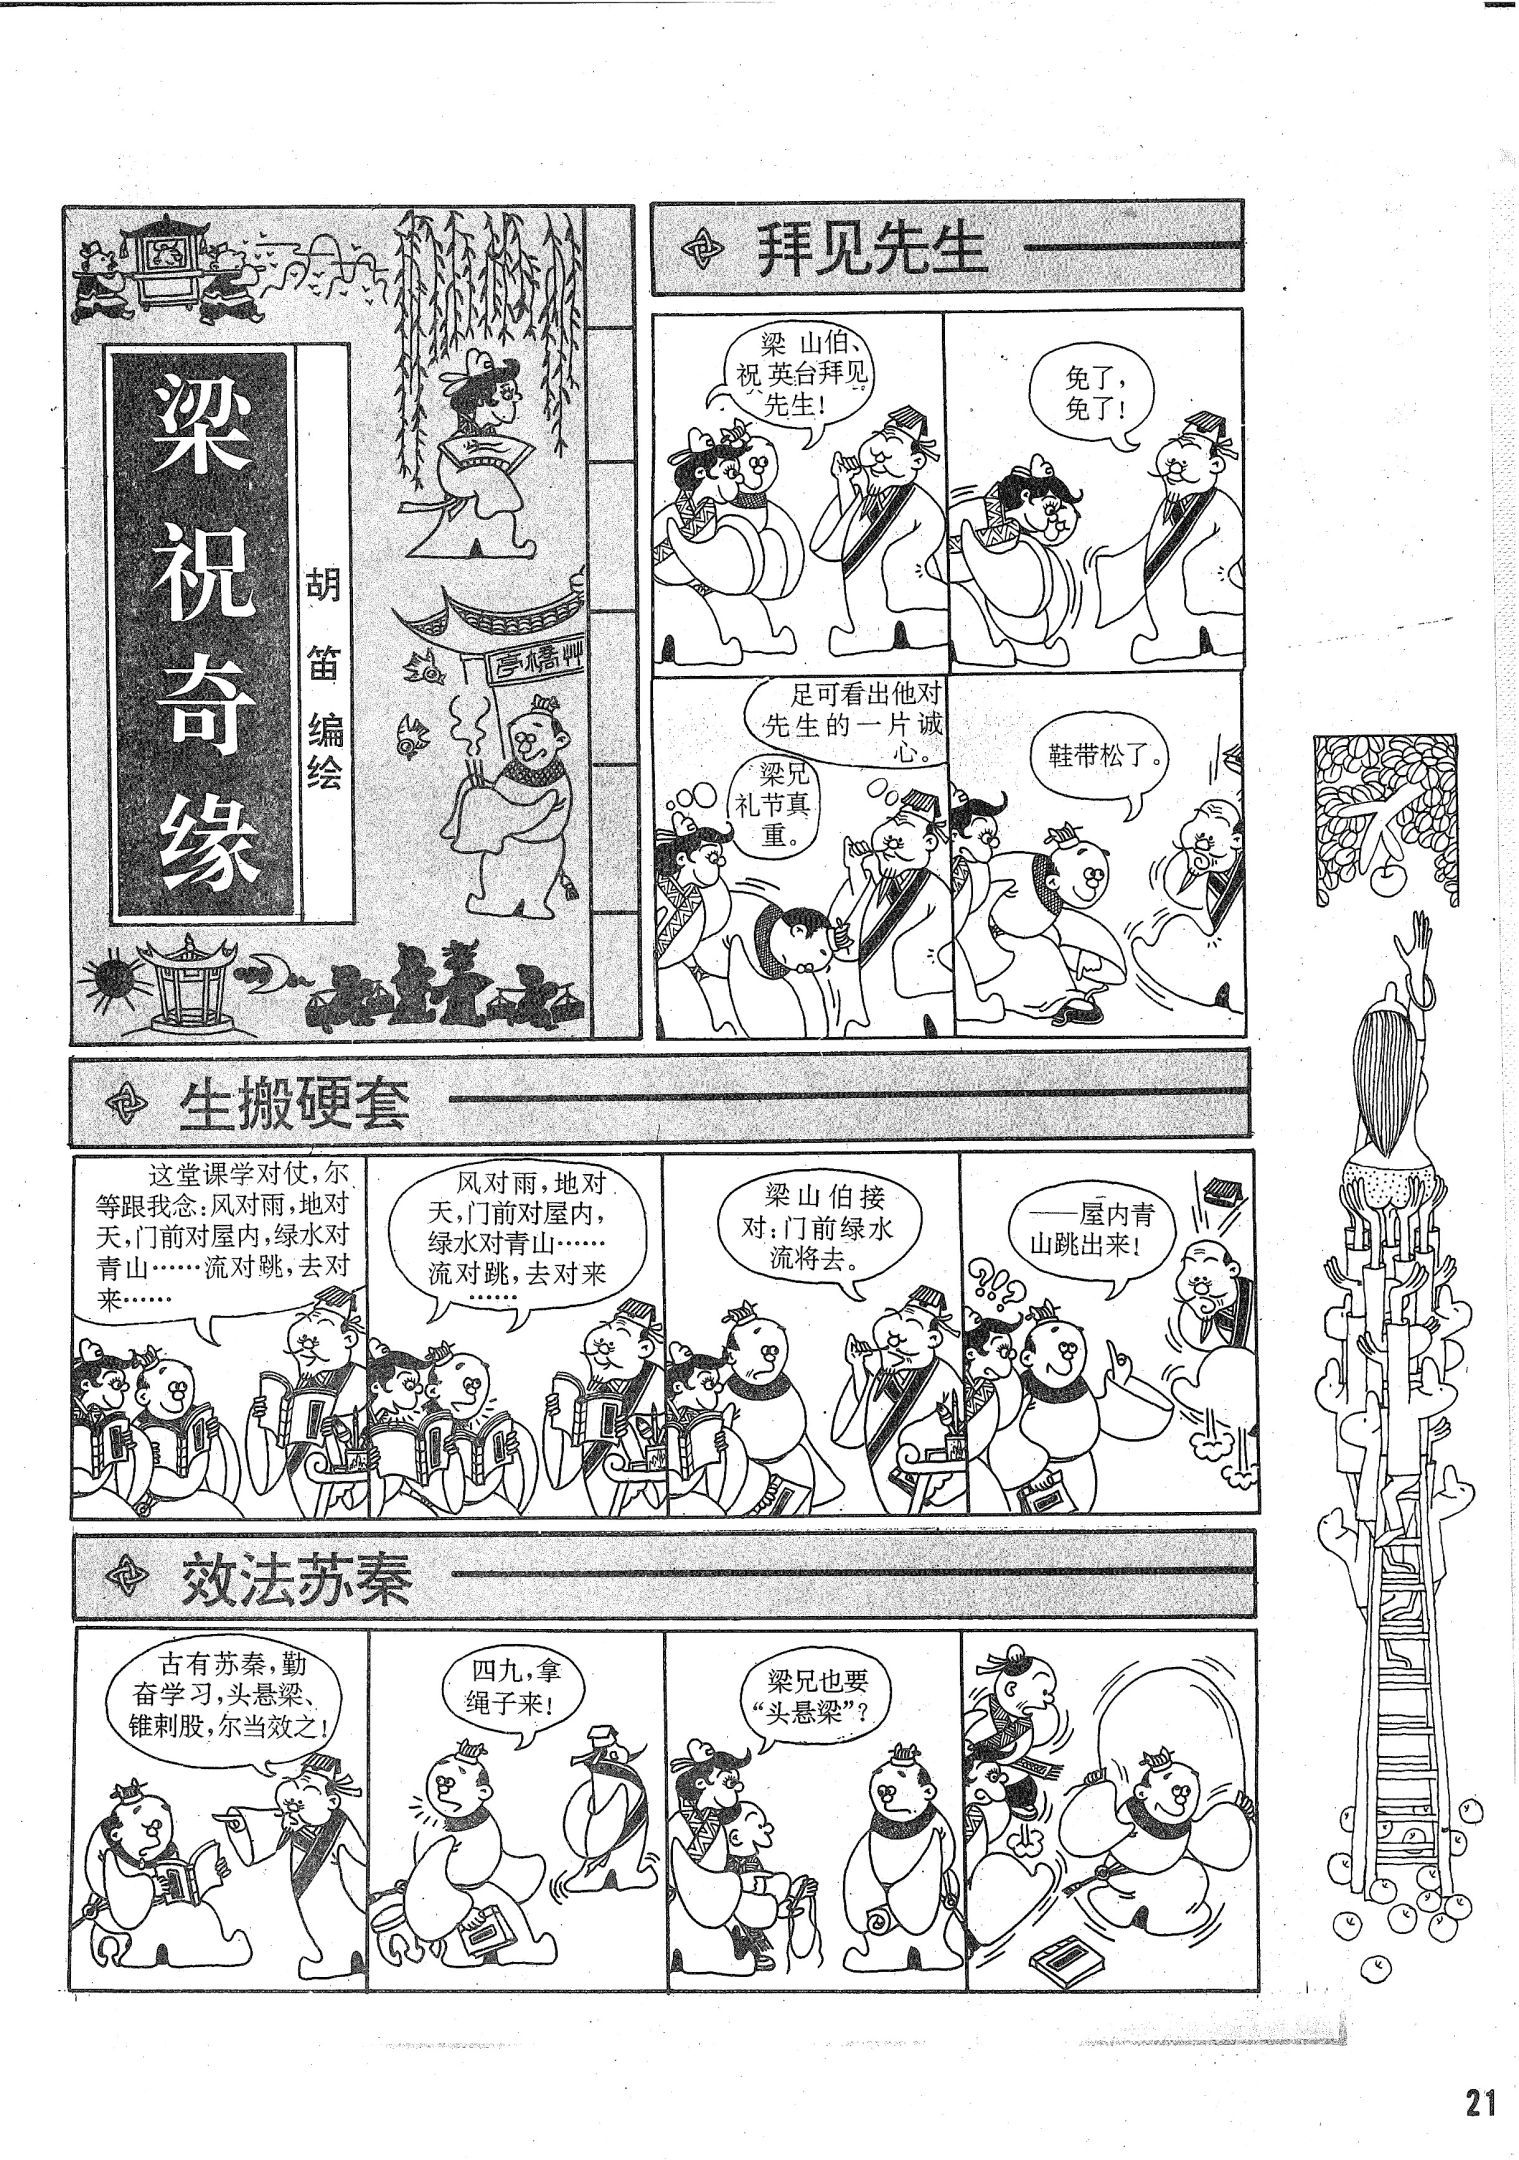 梁祝奇缘
胡笛编绘
草橋亭
拜见先生
梁山伯、
祝英台拜见
先生！
免了，
免了！
足可看出他对
先生的一片诚
心。
梁兄
礼节真
重。
鞋带松了。
生搬硬套
这堂课学对仗，尔
等跟我念：风对雨，地对
天，门前对屋内，绿水对
青山……流对跳，去对
来……
风对雨，地对
天，门前对屋内，
绿水对青山……
流对跳，去对来
……
梁山伯接
对：门前绿水
流将去。
——屋内青
山跳出来！
?!?!
??
效法苏秦
古有苏秦，勤
奋学习，头悬梁、
锥刺股，尔当效之！
四九，拿
绳子来！
梁兄也要
“头悬梁”？
21